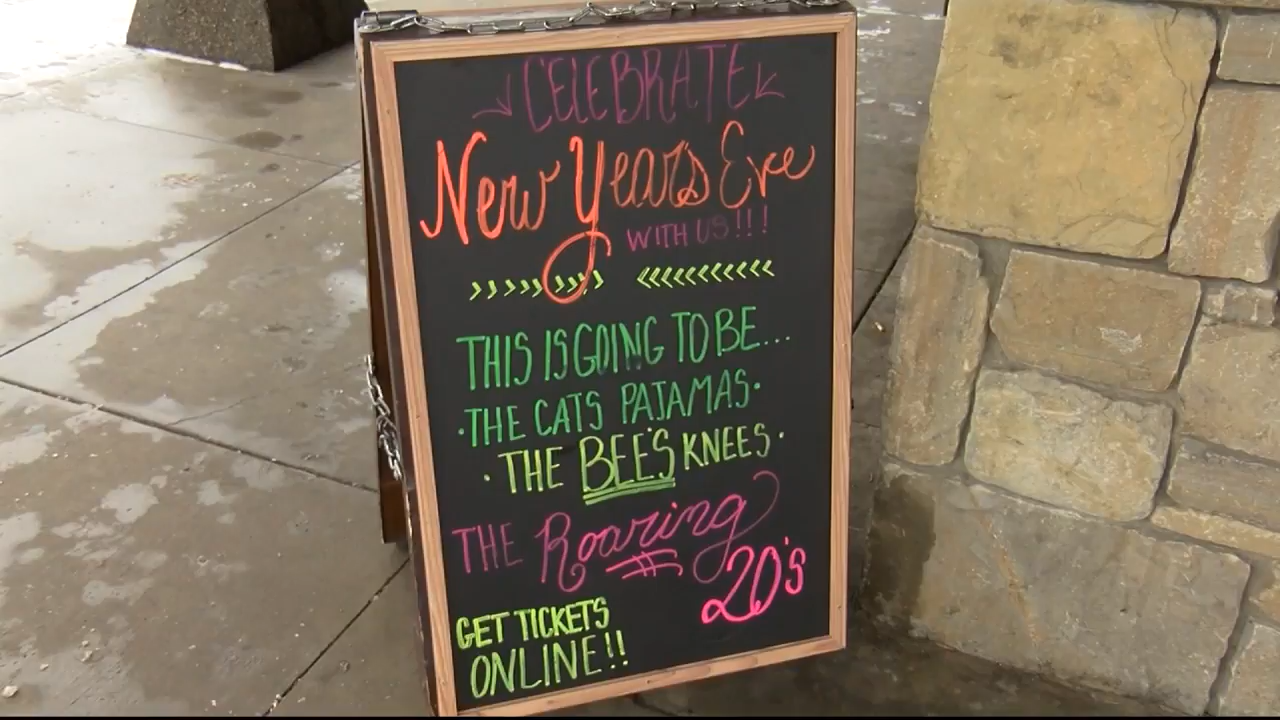 CELEBRATE
New Year's Eve
WITH US!!!
>>>>>>>>> <<<<<<<<<<<
THIS IS GOING TO BE...
·THE CATS PAJAMAS·
·THE BEE'S KNEES·
THE Roaring
20's
GET TICKETS
ONLINE!!